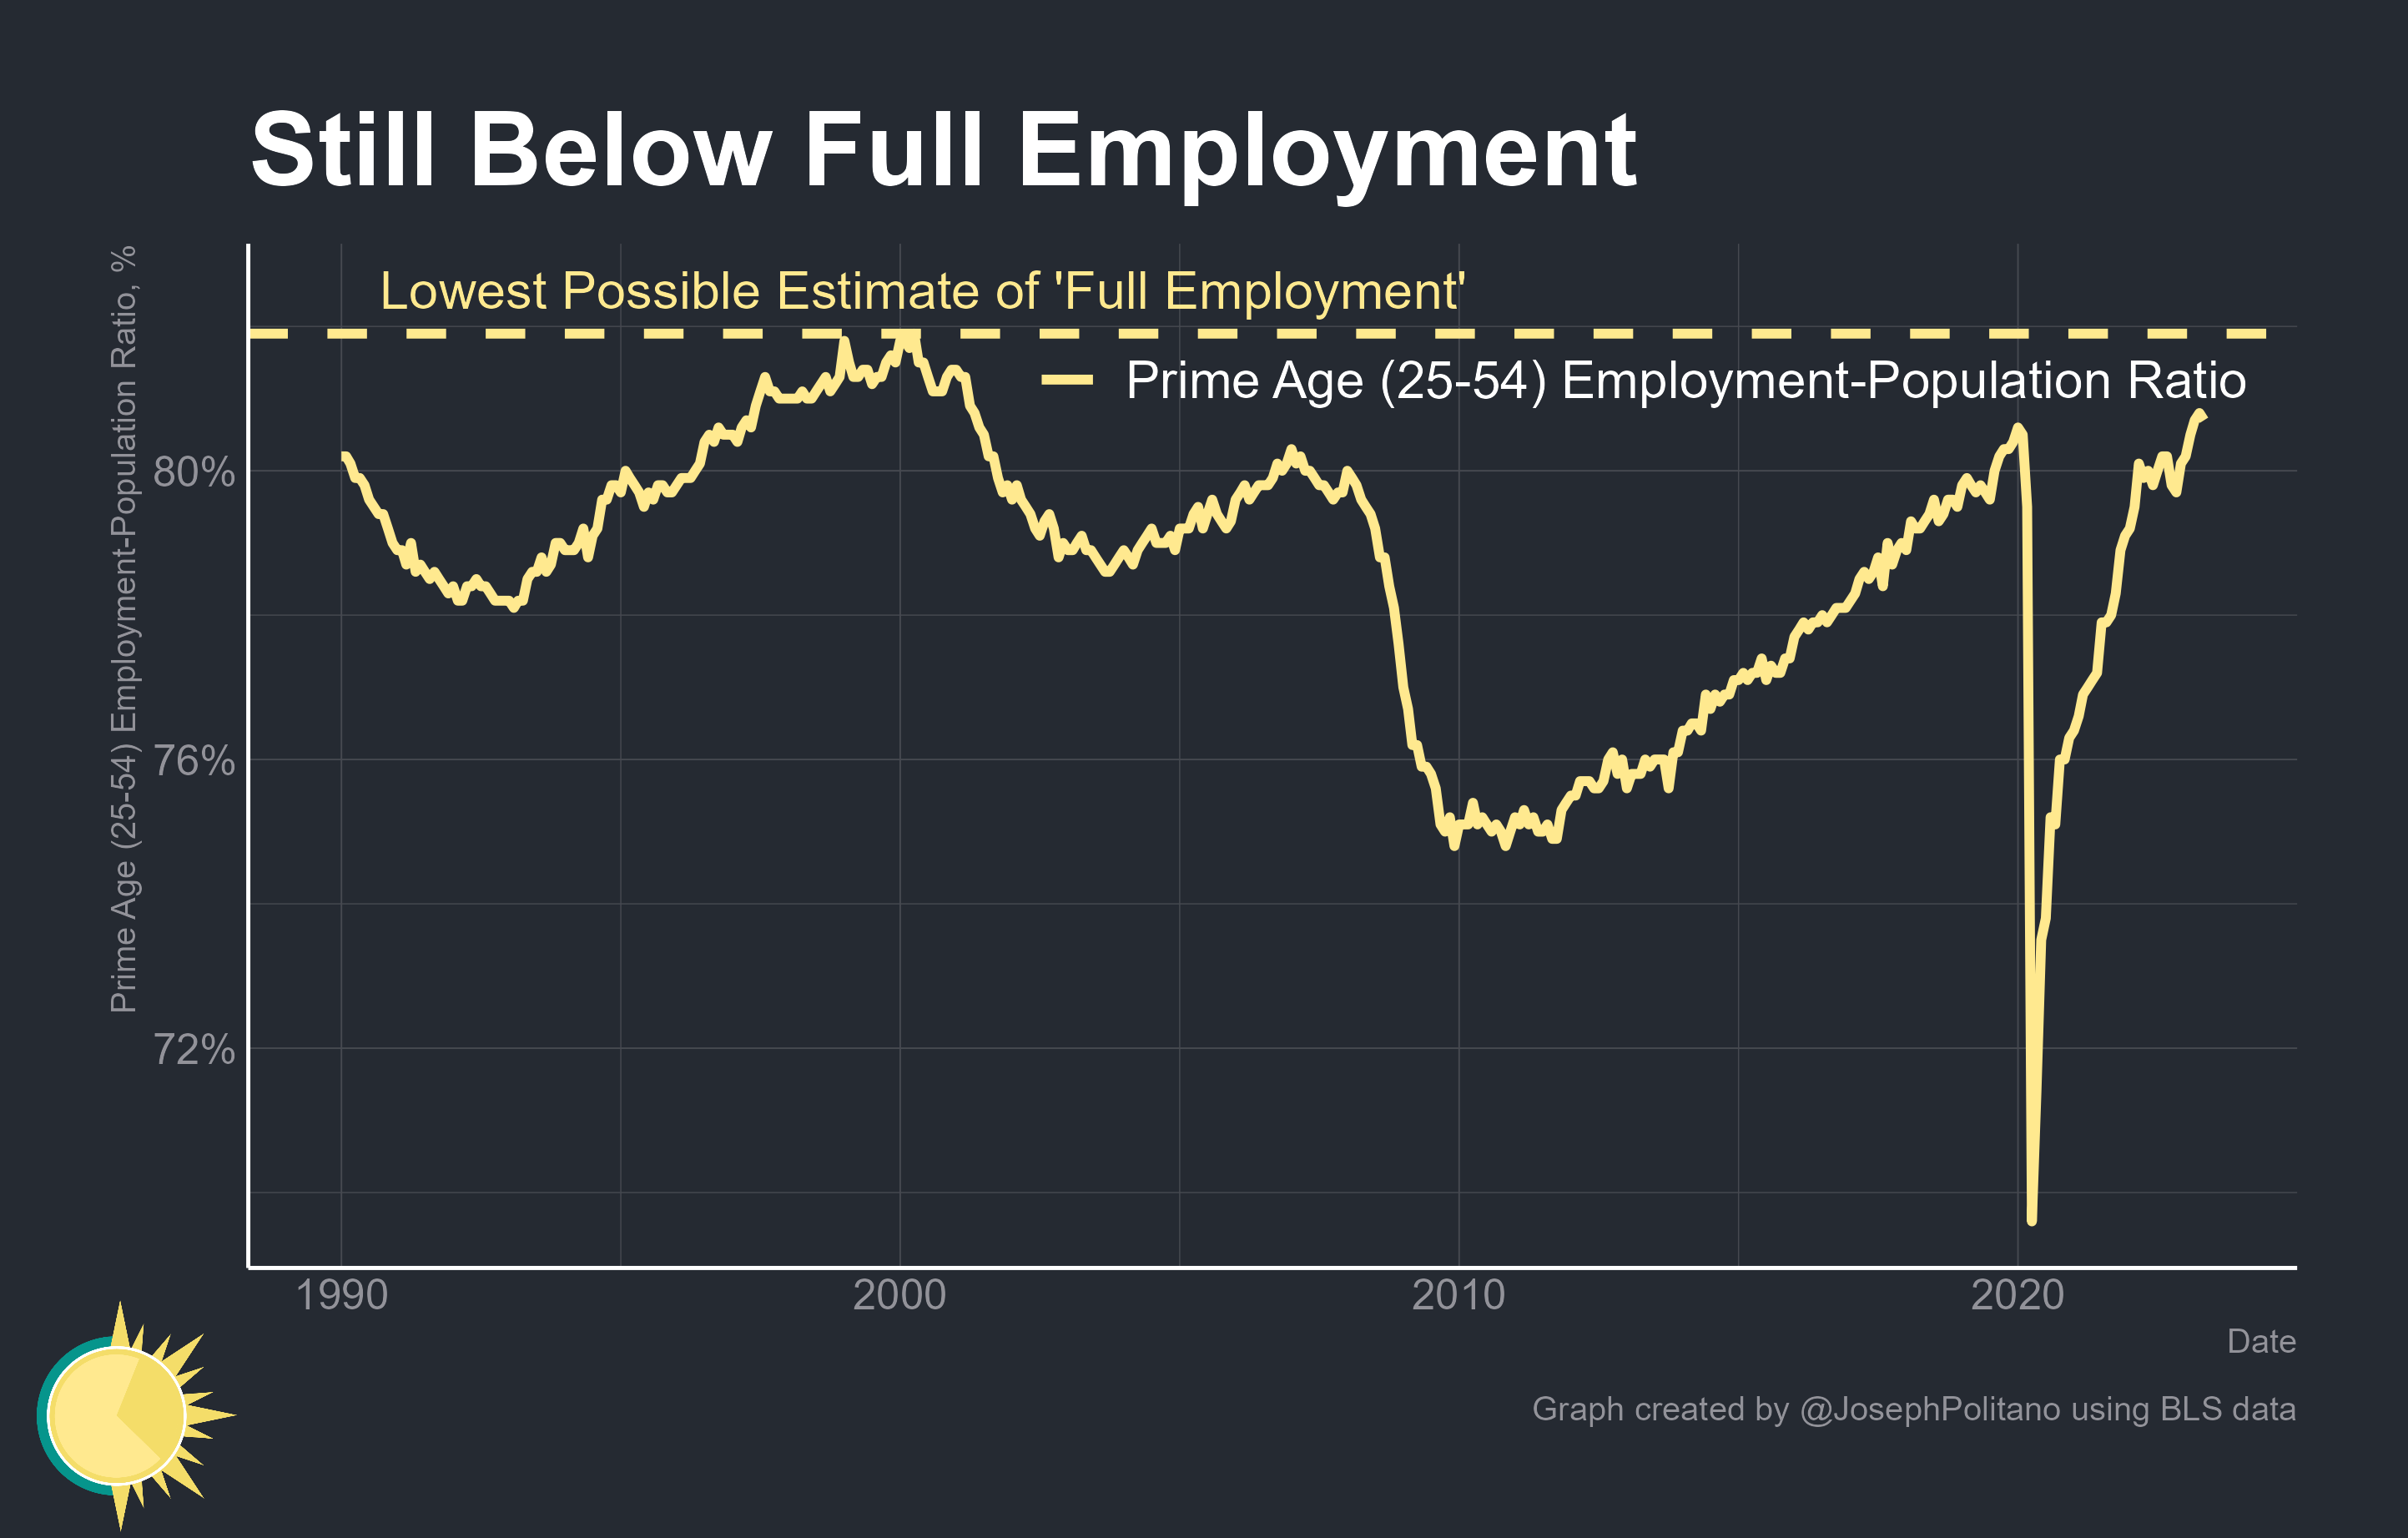 Still Below Full Employment
Prime Age (25-54) Employment-Population Ratio, %
Lowest Possible Estimate of 'Full Employment'
Prime Age (25-54) Employment-Population Ratio
80%
76%
72%
1990
2000
2010
2020
Date
Graph created by @JosephPolitano using BLS data